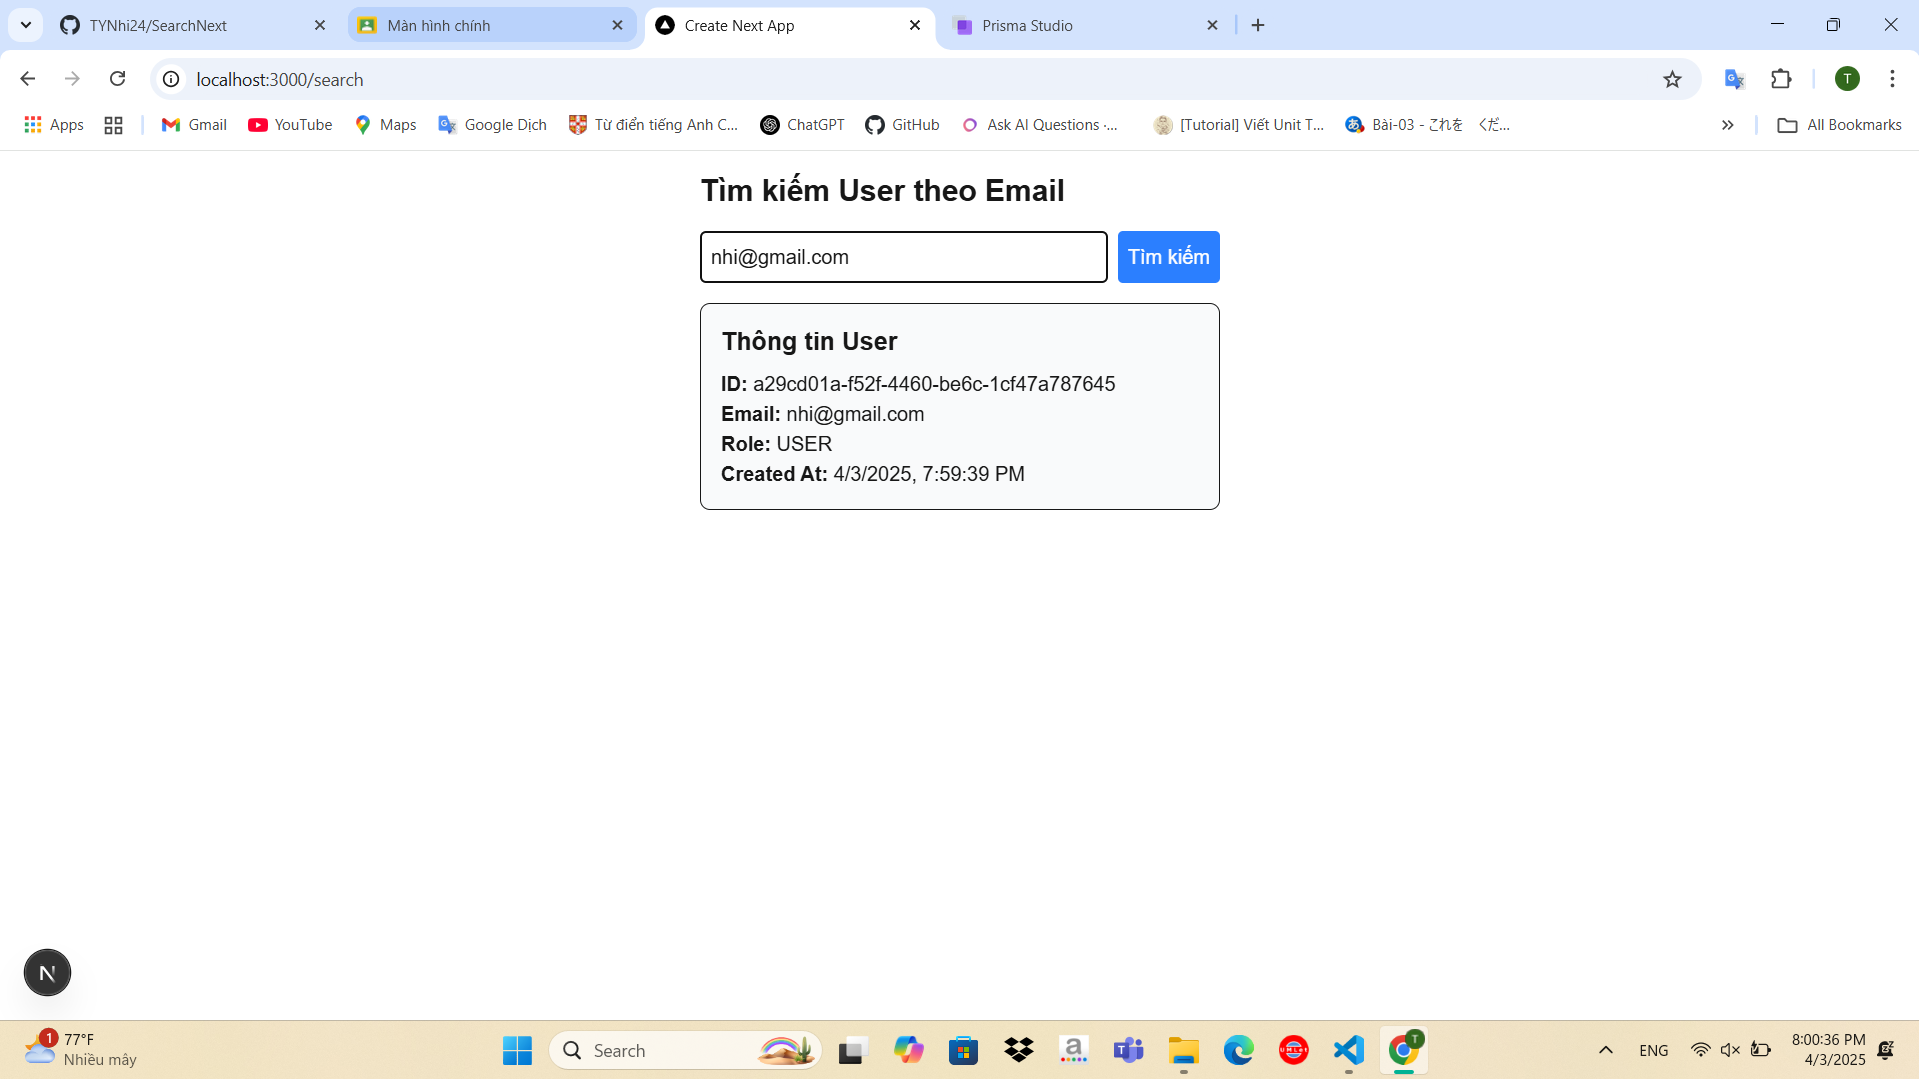 TYNhi24/SearchNext
Màn hình chính
Create Next App
Prisma Studio
localhost:3000/search
T
Apps
Gmail
YouTube
Maps
Google Dịch
Từ điển tiếng Anh C...
ChatGPT
GitHub
Ask AI Questions ·...
[Tutorial] Viết Unit T...
Bài-03 - これを くだ...
All Bookmarks
Tìm kiếm User theo Email
nhi@gmail.com
Tìm kiếm
Thông tin User
ID: a29cd01a-f52f-4460-be6c-1cf47a787645
Email: nhi@gmail.com
Role: USER
Created At: 4/3/2025, 7:59:39 PM
N
1
77°F
Nhiều mây
Search
UMLet
T
ENG
8:00:36 PM
4/3/2025